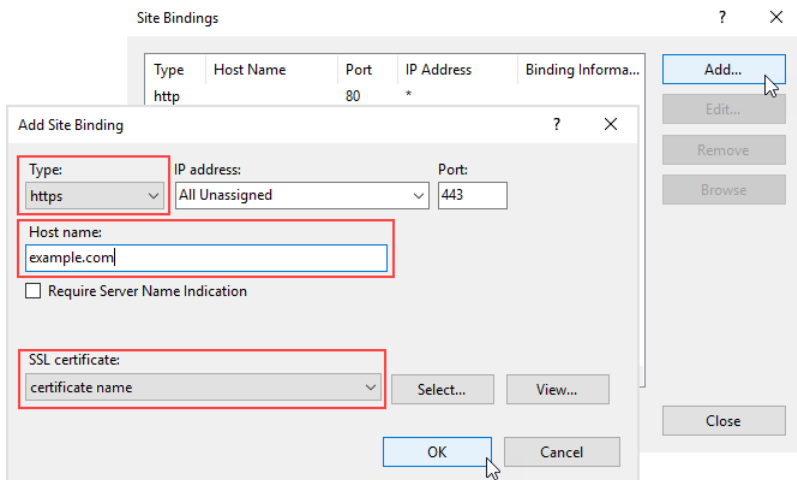 Site Bindings ? ×
Type Host Name Port IP Address Binding Informa...
http 80 *
Add...
Edit...
Remove
Browse
Close
Add Site Binding ? ×
Type: IP address: Port:
https All Unassigned 443
Host name:
example.com
Require Server Name Indication
SSL certificate:
certificate name Select... View...
OK Cancel